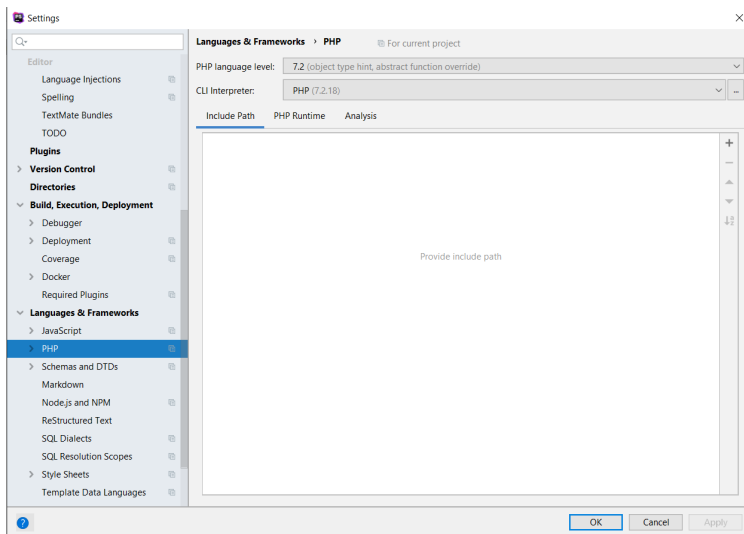 Settings
Languages & Frameworks › PHP
For current project
Editor
Language Injections
Spelling
TextMate Bundles
TODO
Plugins
Version Control
Directories
Build, Execution, Deployment
Debugger
Deployment
Coverage
Docker
Required Plugins
Languages & Frameworks
JavaScript
PHP
Schemas and DTDs
Markdown
Node.js and NPM
ReStructured Text
SQL Dialects
SQL Resolution Scopes
Style Sheets
Template Data Languages
PHP language level: 7.2 (object type hint, abstract function override)
CLI Interpreter: PHP (7.2.18) ...
Include Path PHP Runtime Analysis
Provide include path
? OK Cancel Apply